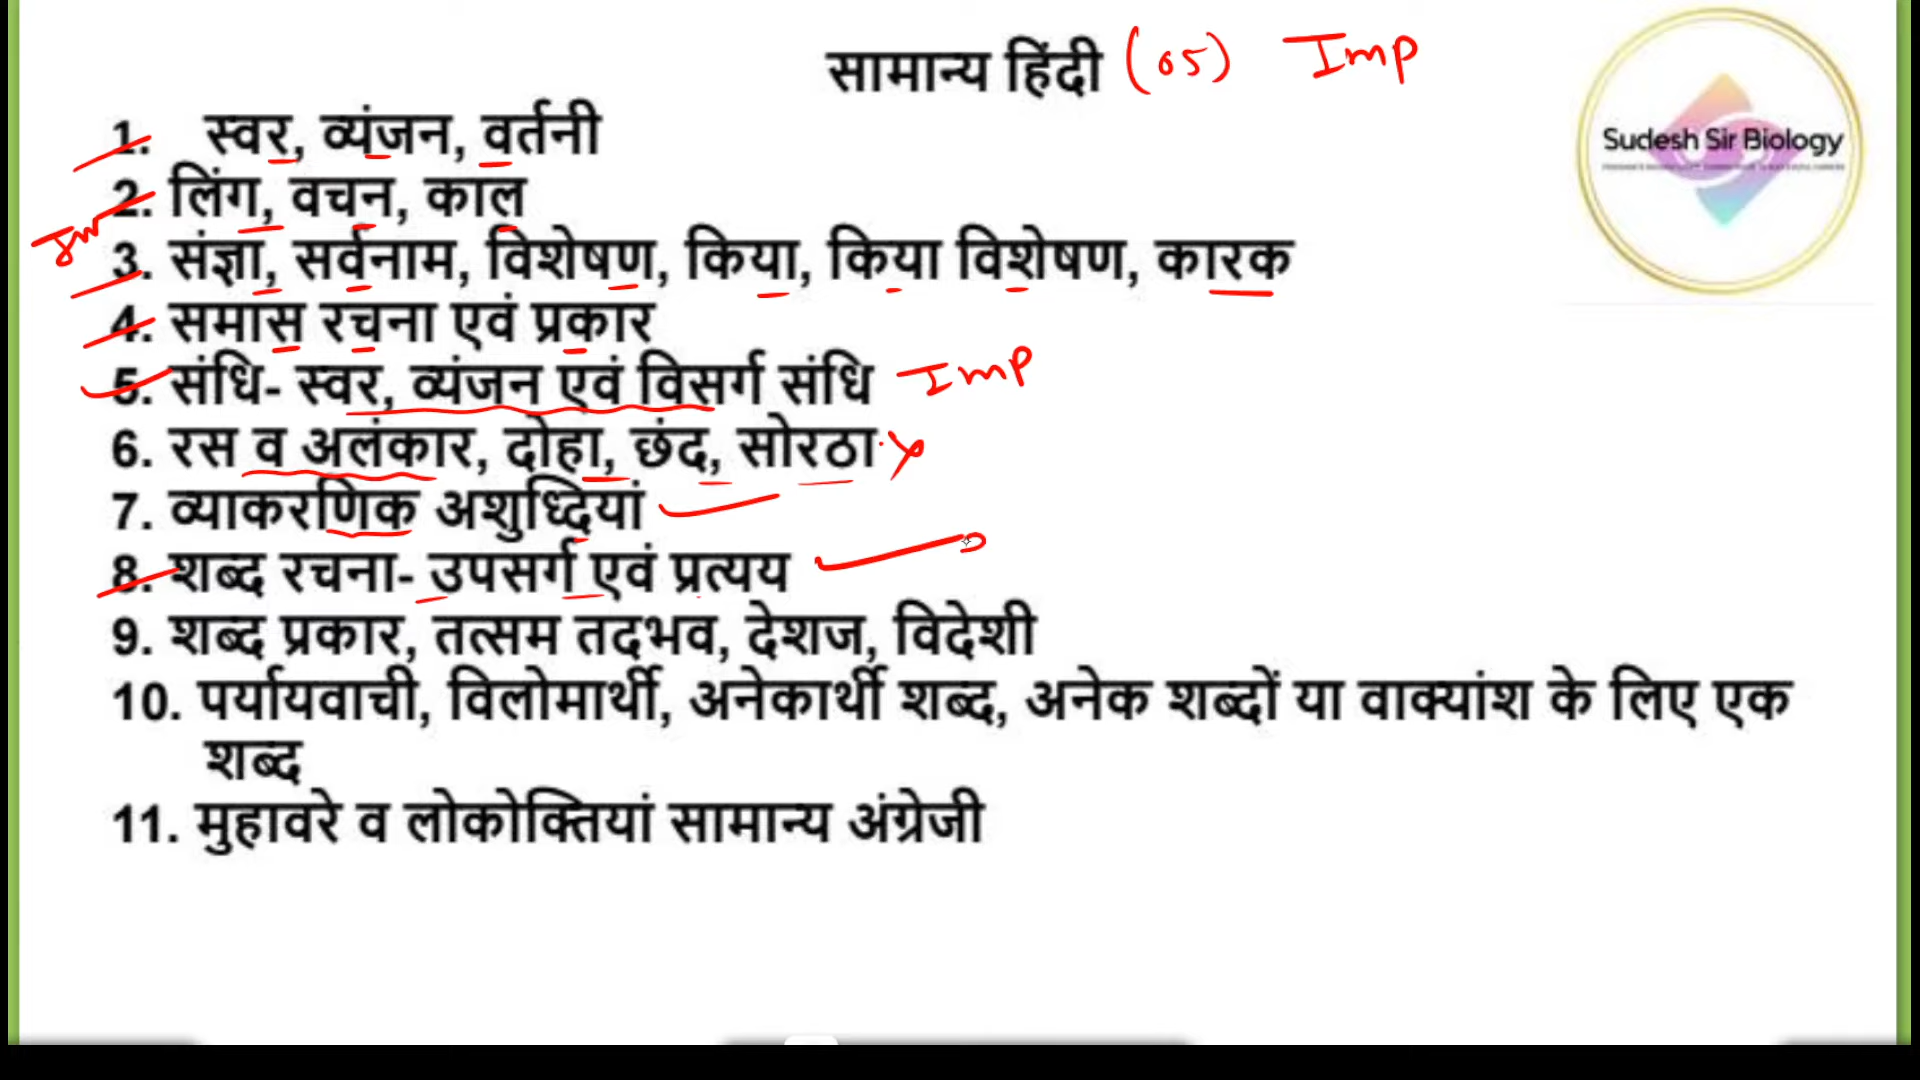 सामान्य हिंदी (05) Imp
Sudesh Sir Biology
1. स्वर, व्यंजन, वर्तनी
2. लिंग, वचन, काल
3. संज्ञा, सर्वनाम, विशेषण, किया, किया विशेषण, कारक
4. समास रचना एवं प्रकार
5. संधि- स्वर, व्यंजन एवं विसर्ग संधि Imp
6. रस व अलंकार, दोहा, छंद, सोरठा
7. व्याकरणिक अशुध्दियां
8. शब्द रचना- उपसर्ग एवं प्रत्यय
9. शब्द प्रकार, तत्सम तदभव, देशज, विदेशी
10. पर्यायवाची, विलोमार्थी, अनेकार्थी शब्द, अनेक शब्दों या वाक्यांश के लिए एक
शब्द
11. मुहावरे व लोकोक्तियां सामान्य अंग्रेजी